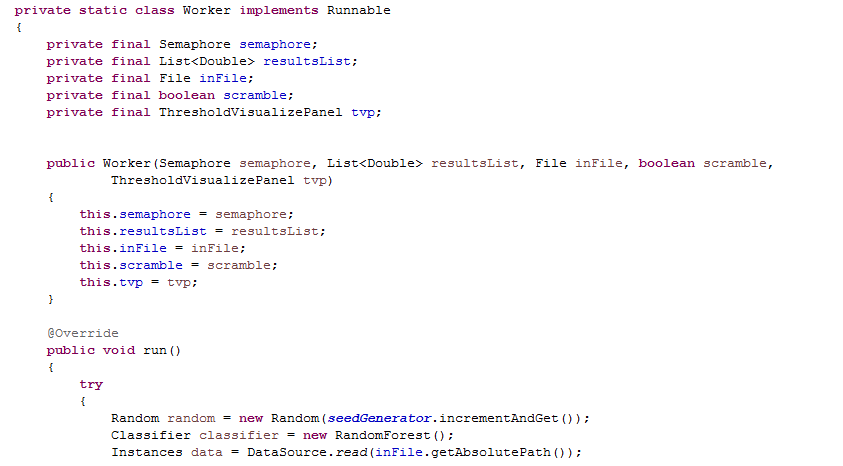 private static class Worker implements Runnable
{
    private final Semaphore semaphore;
    private final List<Double> resultsList;
    private final File inFile;
    private final boolean scramble;
    private final ThresholdVisualizePanel tvp;
    public Worker(Semaphore semaphore, List<Double> resultsList, File inFile, boolean scramble,
            ThresholdVisualizePanel tvp)
    {
        this.semaphore = semaphore;
        this.resultsList = resultsList;
        this.inFile = inFile;
        this.scramble = scramble;
        this.tvp = tvp;
    }
    @Override
    public void run()
    {
        try
        {
            Random random = new Random(seedGenerator.incrementAndGet());
            Classifier classifier = new RandomForest();
            Instances data = DataSource.read(inFile.getAbsolutePath());